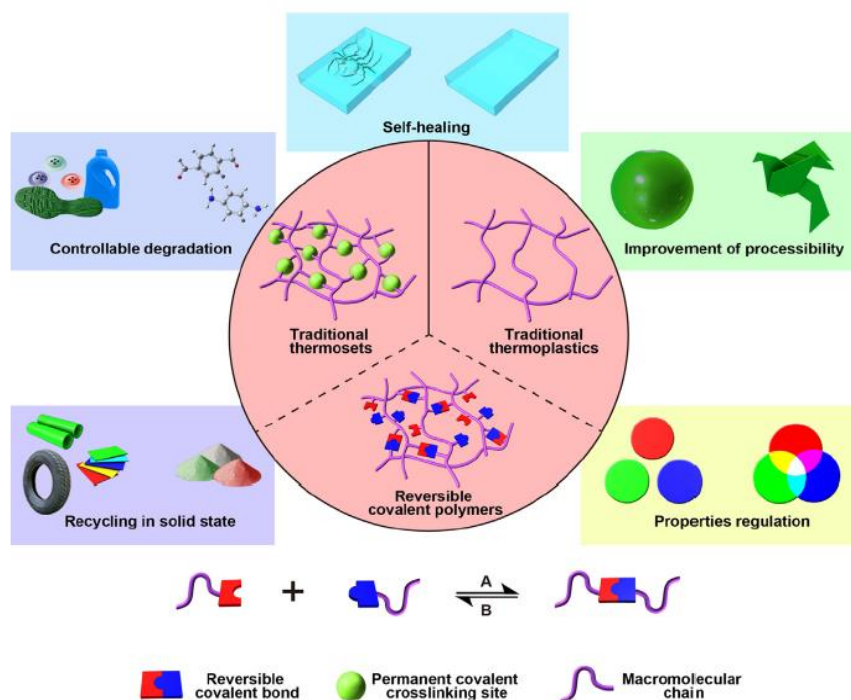 Self-healing
Controllable degradation
Improvement of processibility
Traditional
thermosets
Traditional
thermoplastics
Reversible
covalent polymers
Recycling in solid state
Properties regulation
+
A
B
Reversible
covalent bond
Permanent covalent
crosslinking site
Macromolecular
chain